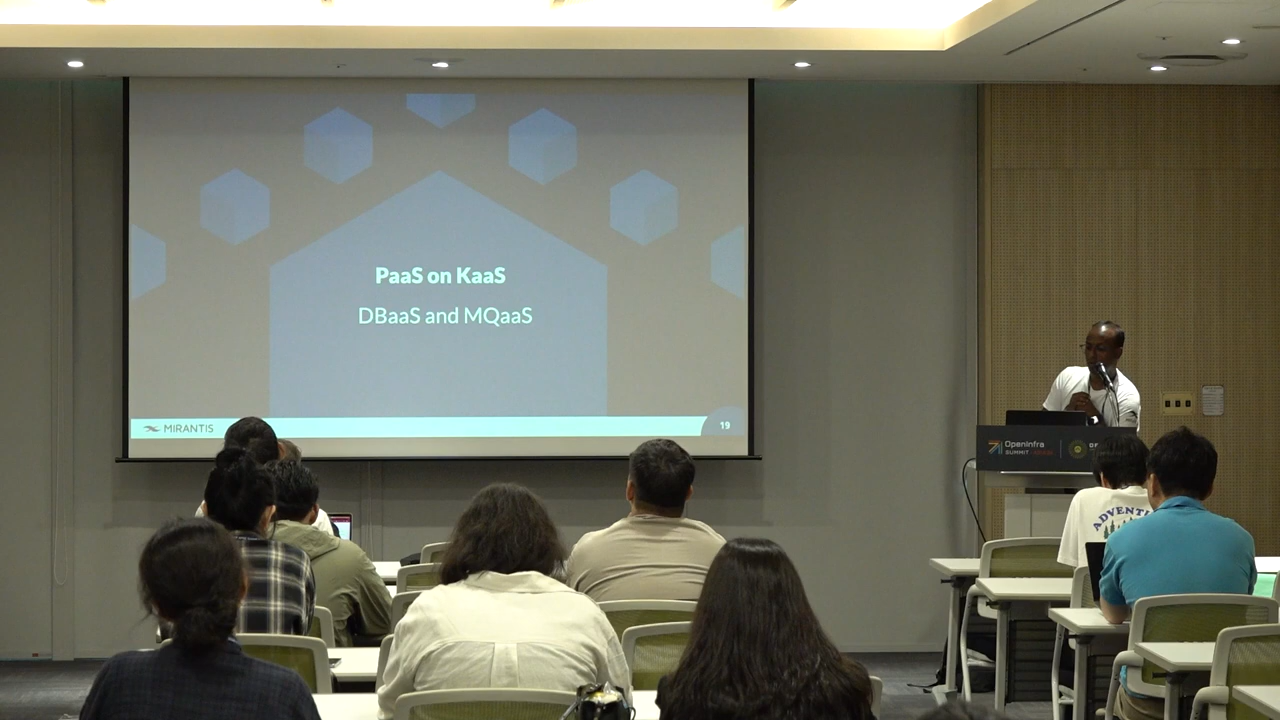 PaaS on KaaS
DBaaS and MQaaS
MIRANTIS
19
OpenInfra
SUMMIT
ADVENT